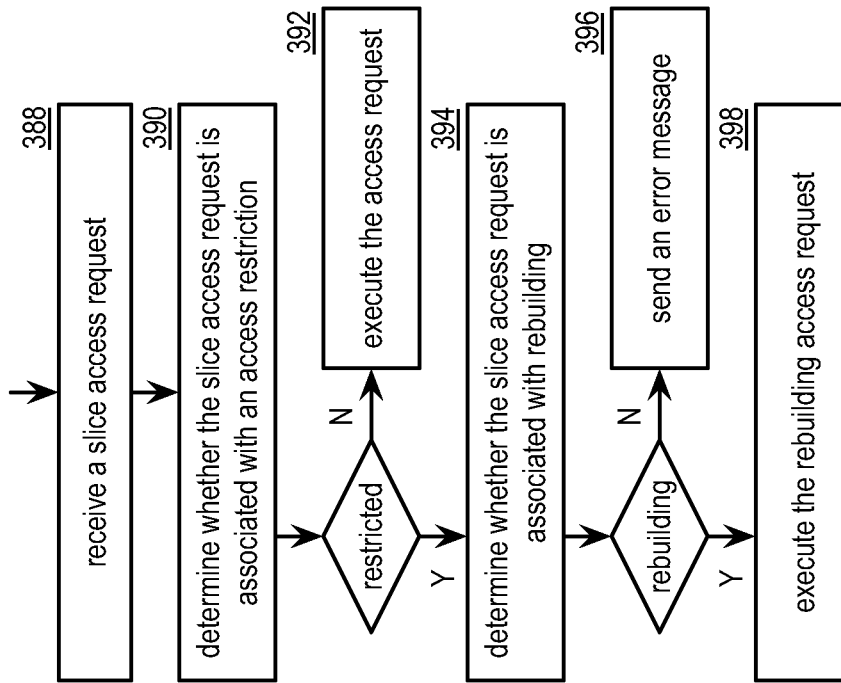 388
receive a slice access request
390
determine whether the slice access request is
associated with an access restriction
restricted
N
Y
392
execute the access request
394
determine whether the slice access request is
associated with rebuilding
rebuilding
N
Y
396
send an error message
398
execute the rebuilding access request